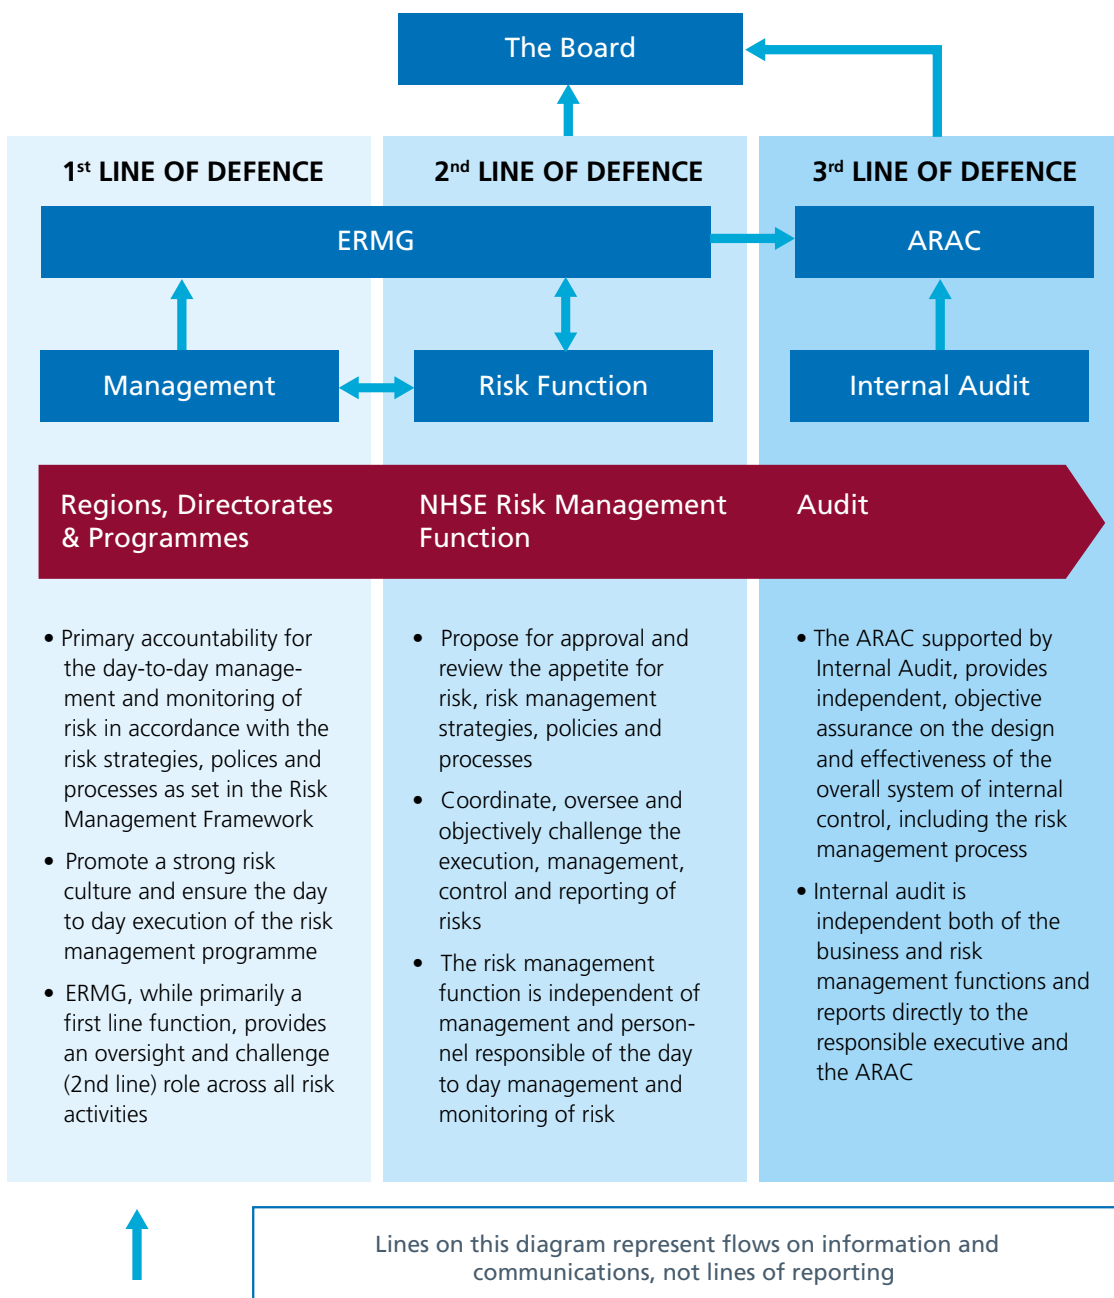 The Board
1st LINE OF DEFENCE
2nd LINE OF DEFENCE
3rd LINE OF DEFENCE
ERMG
ARAC
Management
Risk Function
Internal Audit
Regions, Directorates
& Programmes
NHSE Risk Management
Function
Audit
• Primary accountability for
the day-to-day manage-
ment and monitoring of
risk in accordance with the
risk strategies, polices and
processes as set in the Risk
Management Framework
• Promote a strong risk
culture and ensure the day
to day execution of the risk
management programme
• ERMG, while primarily a
first line function, provides
an oversight and challenge
(2nd line) role across all risk
activities
• Propose for approval and
review the appetite for
risk, risk management
strategies, policies and
processes
• Coordinate, oversee and
objectively challenge the
execution, management,
control and reporting of
risks
• The risk management
function is independent of
management and person-
nel responsible of the day
to day management and
monitoring of risk
• The ARAC supported by
Internal Audit, provides
independent, objective
assurance on the design
and effectiveness of the
overall system of internal
control, including the risk
management process
• Internal audit is
independent both of the
business and risk
management functions and
reports directly to the
responsible executive and
the ARAC
Lines on this diagram represent flows on information and
communications, not lines of reporting